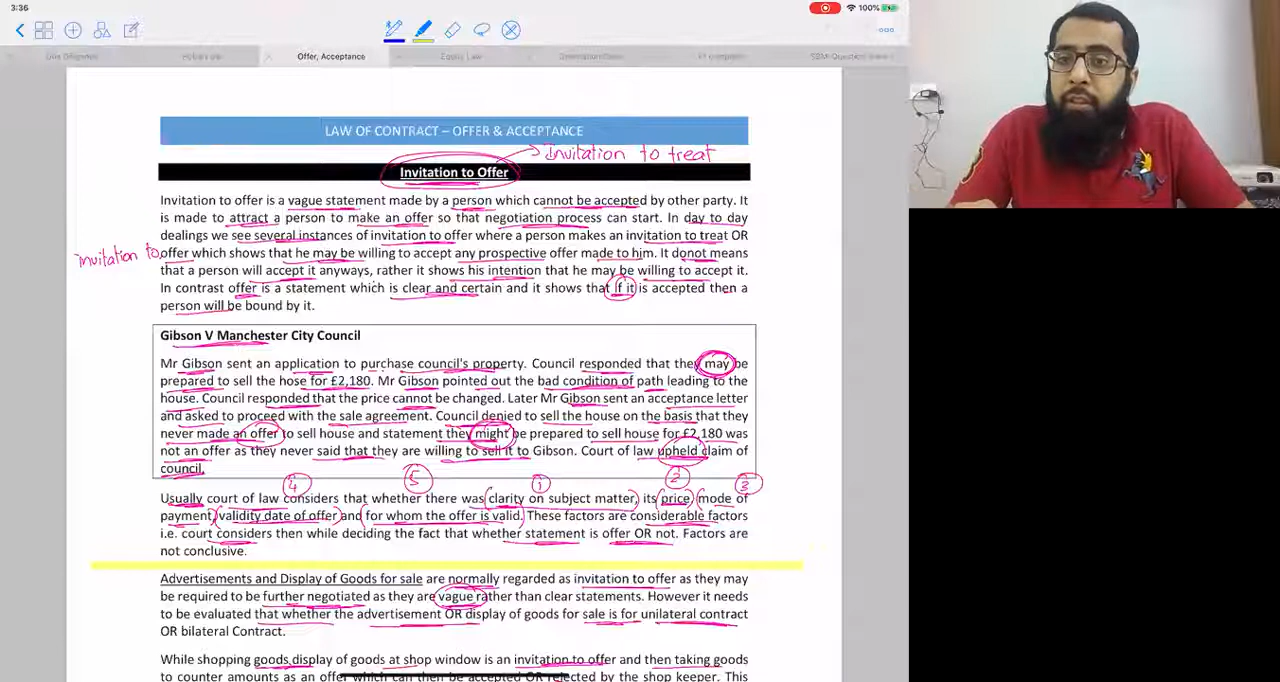 3:36
100%
Offer, Acceptance
Equity Law
LAW OF CONTRACT – OFFER & ACCEPTANCE
Invitation to treat
Invitation to Offer
Invitation to offer is a vague statement made by a person which cannot be accepted by other party. It
is made to attract a person to make an offer so that negotiation process can start. In day to day
dealings we see several instances of invitation to offer where a person makes an invitation to treat OR
invitation to
offer which shows that he may be willing to accept any prospective offer made to him. It donot means
that a person will accept it anyways, rather it shows his intention that he may be willing to accept it.
In contrast offer is a statement which is clear and certain and it shows that if it is accepted then a
person will be bound by it.
Gibson V Manchester City Council
Mr Gibson sent an application to purchase council's property. Council responded that they may be
prepared to sell the hose for £2,180. Mr Gibson pointed out the bad condition of path leading to the
house. Council responded that the price cannot be changed. Later Mr Gibson sent an acceptance letter
and asked to proceed with the sale agreement. Council denied to sell the house on the basis that they
never made an offer to sell house and statement they might be prepared to sell house for £2,180 was
not an offer as they never said that they are willing to sell it to Gibson. Court of law upheld claim of
council.
4 5 1 2 3
Usually court of law considers that whether there was clarity on subject matter, its price, mode of
payment, validity date of offer and for whom the offer is valid. These factors are considerable factors
i.e. court considers then while deciding the fact that whether statement is offer OR not. Factors are
not conclusive.
Advertisements and Display of Goods for sale are normally regarded as invitation to offer as they may
be required to be further negotiated as they are vague rather than clear statements. However it needs
to be evaluated that whether the advertisement OR display of goods for sale is for unilateral contract
OR bilateral Contract.
While shopping goods display of goods at shop window is an invitation to offer and then taking goods
to counter amounts as an offer which can then be accepted OR rejected by the shop keeper. This